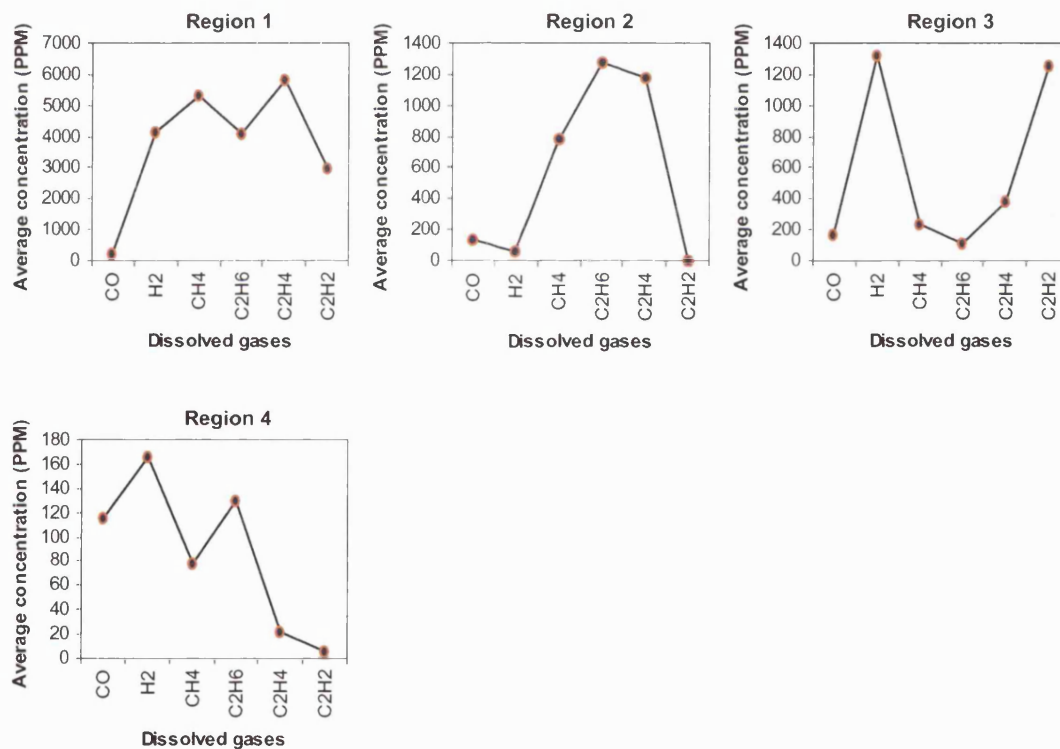 Region 1
Average concentration (PPM)
7000
6000
5000
4000
3000
2000
1000
0
CO
H2
CH4
C2H6
C2H4
C2H2
Dissolved gases
Region 2
Average concentration (PPM)
1400
1200
1000
800
600
400
200
0
CO
H2
CH4
C2H6
C2H4
C2H2
Dissolved gases
Region 3
Average concentration (PPM)
1400
1200
1000
800
600
400
200
0
CO
H2
CH4
C2H6
C2H4
C2H2
Dissolved gases
Region 4
Average concentration (PPM)
180
160
140
120
100
80
60
40
20
0
CO
H2
CH4
C2H6
C2H4
C2H2
Dissolved gases